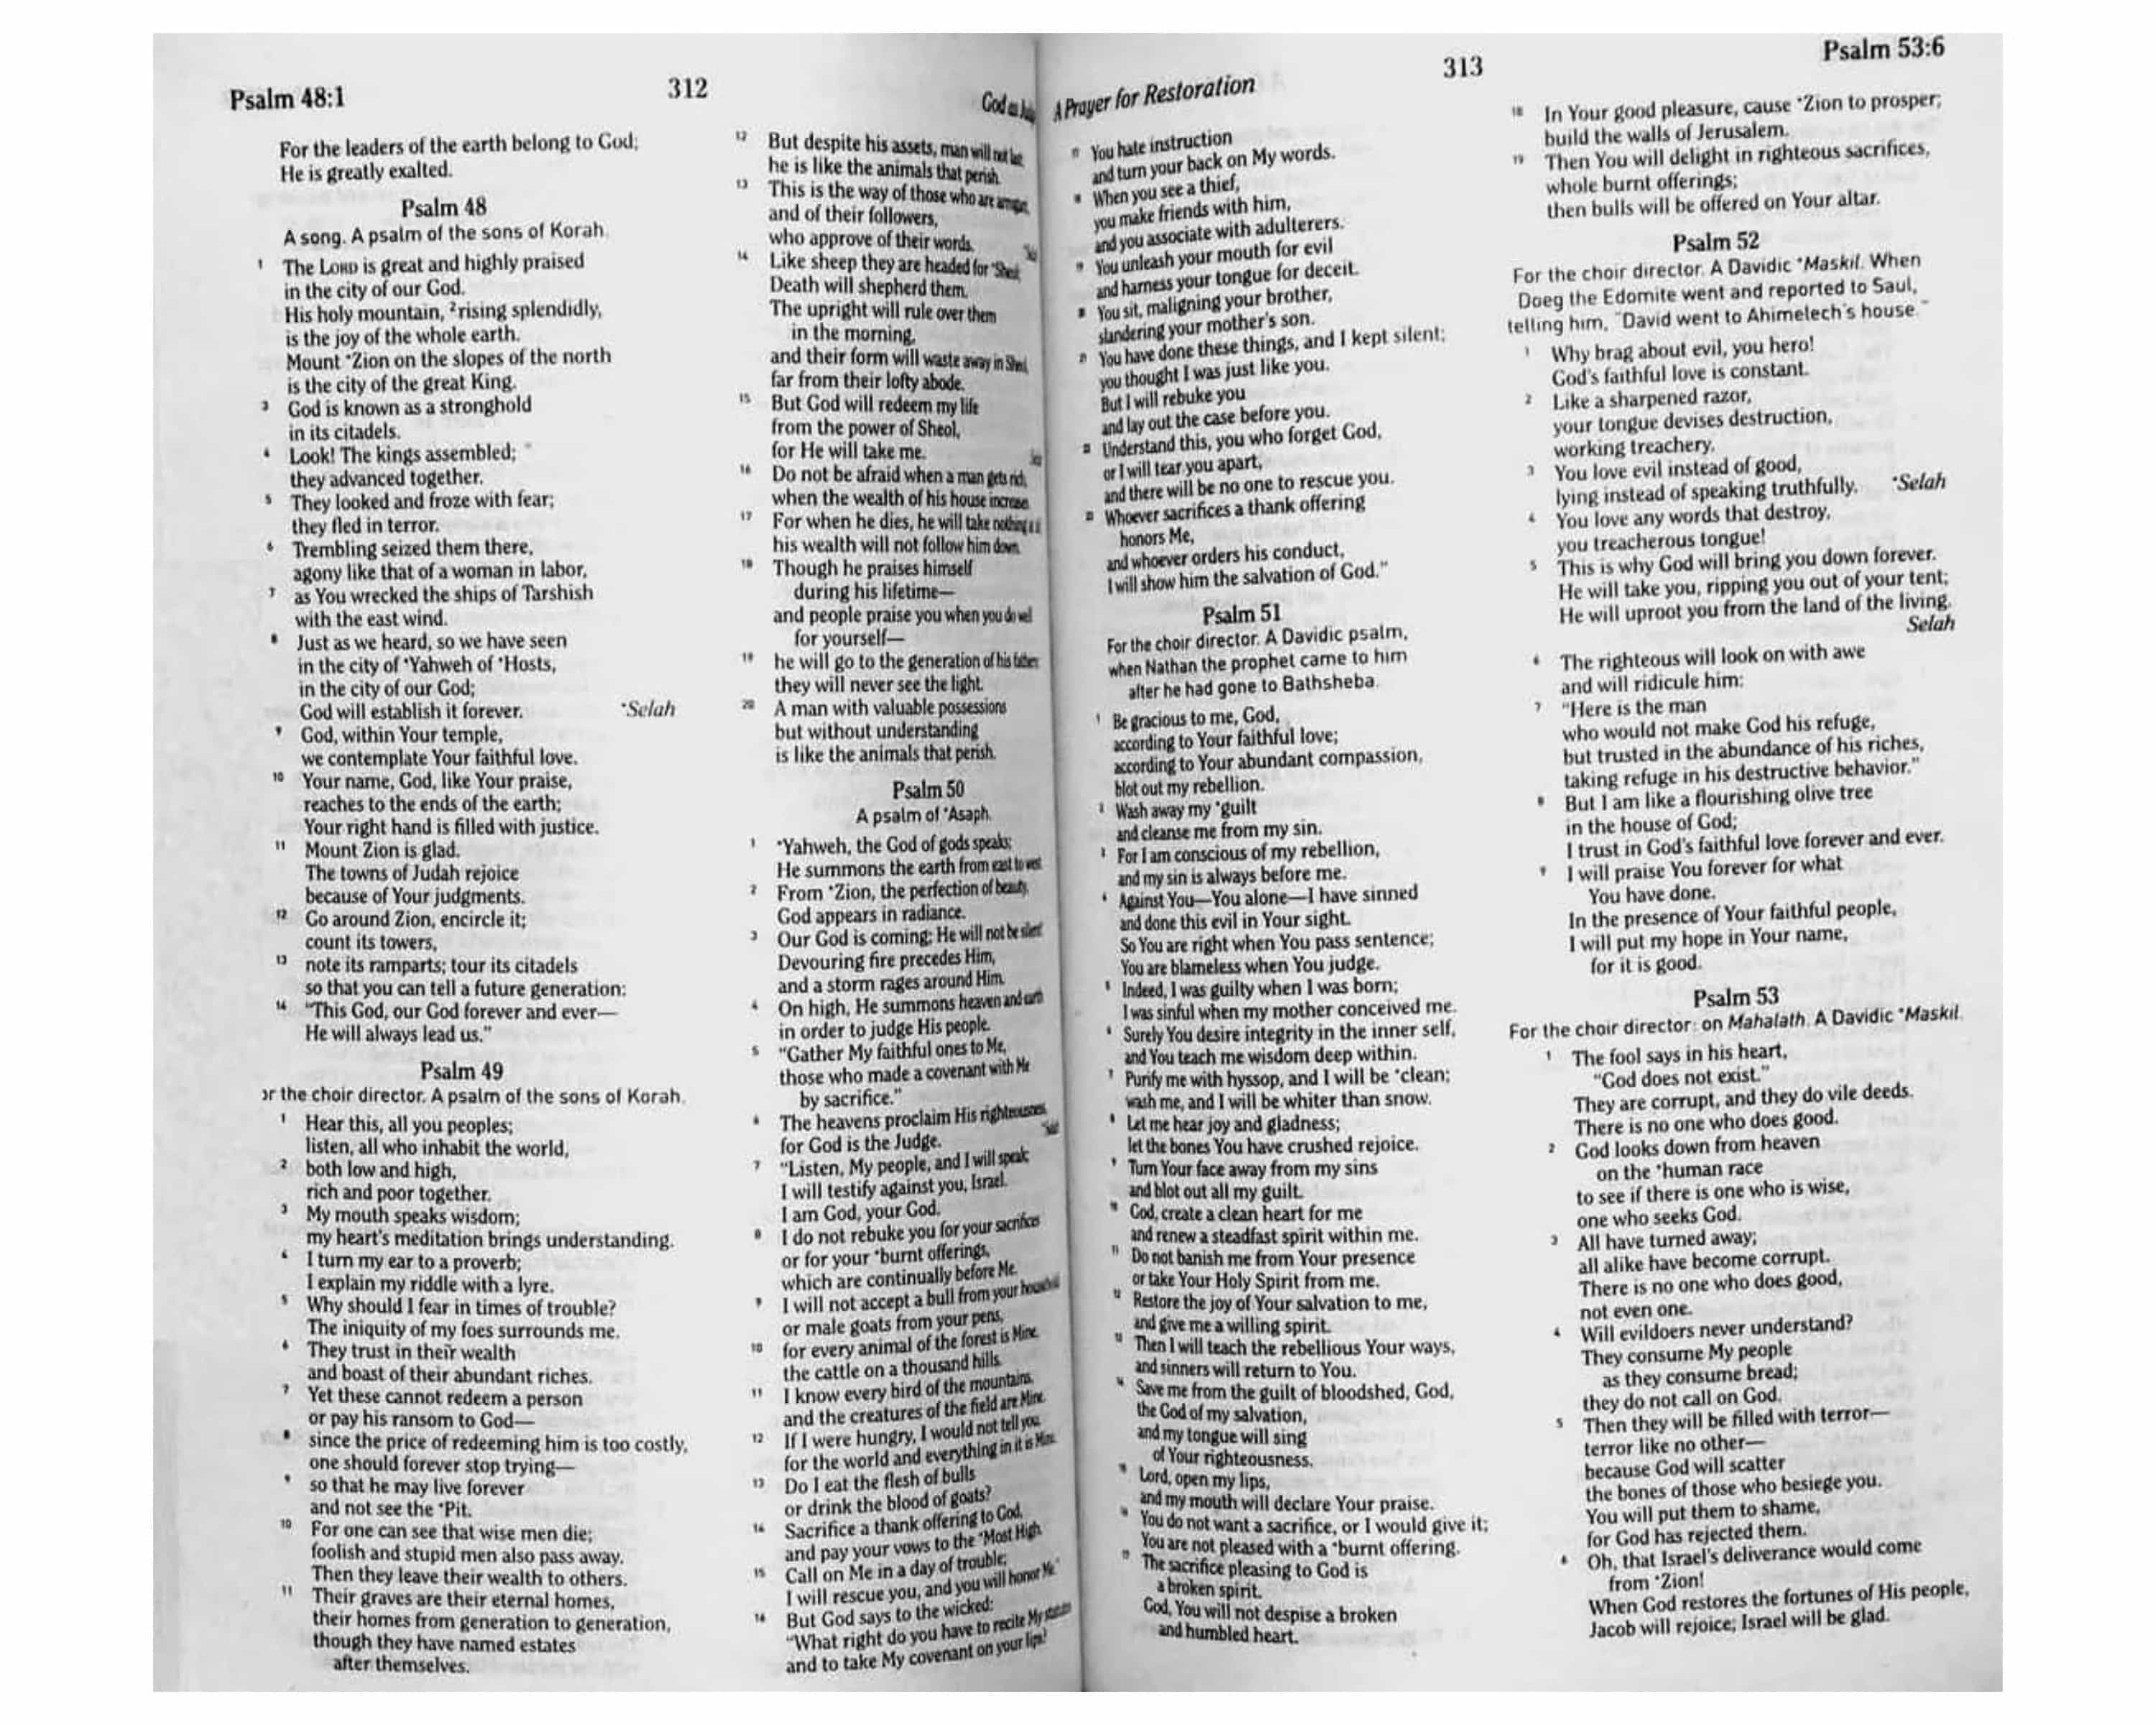 Psalm 48:1
312
For the leaders of the earth belong to God;
He is greatly exalted.
Psalm 48
A song. A psalm of the sons of Korah.
1 The LORD is great and highly praised
in the city of our God.
His holy mountain, 2rising splendidly,
is the joy of the whole earth.
Mount *Zion on the slopes of the north
is the city of the great King.
3 God is known as a stronghold
in its citadels.
4 Look! The kings assembled;
they advanced together.
5 They looked and froze with fear;
they fled in terror.
6 Trembling seized them there,
agony like that of a woman in labor,
7 as You wrecked the ships of Tarshish
with the east wind.
8 Just as we heard, so we have seen
in the city of *Yahweh of *Hosts,
in the city of our God;
God will establish it forever. *Selah
9 God, within Your temple,
we contemplate Your faithful love.
10 Your name, God, like Your praise,
reaches to the ends of the earth;
Your right hand is filled with justice.
11 Mount Zion is glad.
The towns of Judah rejoice
because of Your judgments.
12 Go around Zion, encircle it;
count its towers,
13 note its ramparts; tour its citadels
so that you can tell a future generation:
14 "This God, our God forever and ever—
He will always lead us."
Psalm 49
or the choir director. A psalm of the sons of Korah.
1 Hear this, all you peoples;
listen, all who inhabit the world,
2 both low and high,
rich and poor together.
3 My mouth speaks wisdom;
my heart's meditation brings understanding.
4 I turn my ear to a proverb;
I explain my riddle with a lyre.
5 Why should I fear in times of trouble?
The iniquity of my foes surrounds me.
6 They trust in their wealth
and boast of their abundant riches.
7 Yet these cannot redeem a person
or pay his ransom to God—
8 since the price of redeeming him is too costly,
one should forever stop trying—
9 so that he may live forever
and not see the *Pit.
10 For one can see that wise men die;
foolish and stupid men also pass away.
Then they leave their wealth to others.
11 Their graves are their eternal homes,
their homes from generation to generation,
though they have named estates
after themselves.
God as
12 But despite his assets, man will not
he is like the animals that perish.
13 This is the way of those who are
and of their followers,
who approve of their words.
14 Like sheep they are headed for *Sheol;
Death will shepherd them.
The upright will rule over them
in the morning,
and their form will waste away in Sheol,
far from their lofty abode.
15 But God will redeem my life
from the power of Sheol,
for He will take me.
16 Do not be afraid when a man gets rich,
when the wealth of his house increases.
17 For when he dies, he will take nothing
his wealth will not follow him down.
18 Though he praises himself
during his lifetime—
and people praise you when you do well
for yourself—
19 he will go to the generation of his fathers;
they will never see the light.
20 A man with valuable possessions
but without understanding
is like the animals that perish.
Psalm 50
A psalm of *Asaph.
1 *Yahweh, the God of gods speaks;
He summons the earth from east to west.
2 From *Zion, the perfection of beauty,
God appears in radiance.
3 Our God is coming; He will not be silent!
Devouring fire precedes Him,
and a storm rages around Him.
4 On high, He summons heaven and earth
in order to judge His people.
5 "Gather My faithful ones to Me,
those who made a covenant with Me
by sacrifice."
6 The heavens proclaim His righteousness,
for God is the Judge.
7 "Listen, My people, and I will speak;
I will testify against you, Israel.
I am God, your God.
8 I do not rebuke you for your sacrifices
or for your *burnt offerings,
which are continually before Me.
9 I will not accept a bull from your household
or male goats from your pens,
10 for every animal of the forest is Mine,
the cattle on a thousand hills.
11 I know every bird of the mountains,
and the creatures of the field are Mine.
12 If I were hungry, I would not tell you,
for the world and everything in it is Mine.
13 Do I eat the flesh of bulls
or drink the blood of goats?
14 Sacrifice a thank offering to God,
and pay your vows to the *Most High.
15 Call on Me in a day of trouble;
I will rescue you, and you will honor Me."
16 But God says to the wicked:
"What right do you have to recite My statutes
and to take My covenant on your lips?
A Prayer for Restoration
313
Psalm 53:6
17 You hate instruction
and turn your back on My words.
18 When you see a thief,
you make friends with him,
and you associate with adulterers.
19 You unleash your mouth for evil
and harness your tongue for deceit.
20 You sit, maligning your brother,
slandering your mother's son.
21 You have done these things, and I kept silent;
you thought I was just like you.
But I will rebuke you
and lay out the case before you.
22 Understand this, you who forget God,
or I will tear you apart,
and there will be no one to rescue you.
23 Whoever sacrifices a thank offering
honors Me,
and whoever orders his conduct,
I will show him the salvation of God."
Psalm 51
For the choir director. A Davidic psalm,
when Nathan the prophet came to him
after he had gone to Bathsheba.
1 Be gracious to me, God,
according to Your faithful love;
according to Your abundant compassion,
blot out my rebellion.
2 Wash away my *guilt
and cleanse me from my sin.
3 For I am conscious of my rebellion,
and my sin is always before me.
4 Against You—You alone—I have sinned
and done this evil in Your sight.
So You are right when You pass sentence;
You are blameless when You judge.
5 Indeed, I was guilty when I was born;
I was sinful when my mother conceived me.
6 Surely You desire integrity in the inner self,
and You teach me wisdom deep within.
7 Purify me with hyssop, and I will be *clean;
wash me, and I will be whiter than snow.
8 Let me hear joy and gladness;
let the bones You have crushed rejoice.
9 Turn Your face away from my sins
and blot out all my guilt.
10 God, create a clean heart for me
and renew a steadfast spirit within me.
11 Do not banish me from Your presence
or take Your Holy Spirit from me.
12 Restore the joy of Your salvation to me,
and give me a willing spirit.
13 Then I will teach the rebellious Your ways,
and sinners will return to You.
14 Save me from the guilt of bloodshed, God,
the God of my salvation,
and my tongue will sing
of Your righteousness.
15 Lord, open my lips,
and my mouth will declare Your praise.
16 You do not want a sacrifice, or I would give it;
You are not pleased with a *burnt offering.
17 The sacrifice pleasing to God is
a broken spirit.
God, You will not despise a broken
and humbled heart.
18 In Your good pleasure, cause *Zion to prosper;
build the walls of Jerusalem.
19 Then You will delight in righteous sacrifices,
whole burnt offerings;
then bulls will be offered on Your altar.
Psalm 52
For the choir director. A Davidic *Maskil. When
Doeg the Edomite went and reported to Saul,
telling him, "David went to Ahimelech's house."
1 Why brag about evil, you hero!
God's faithful love is constant.
2 Like a sharpened razor,
your tongue devises destruction,
working treachery.
3 You love evil instead of good,
lying instead of speaking truthfully. *Selah
4 You love any words that destroy,
you treacherous tongue!
5 This is why God will bring you down forever.
He will take you, ripping you out of your tent;
He will uproot you from the land of the living.
Selah
6 The righteous will look on with awe
and will ridicule him:
7 "Here is the man
who would not make God his refuge,
but trusted in the abundance of his riches,
taking refuge in his destructive behavior."
8 But I am like a flourishing olive tree
in the house of God;
I trust in God's faithful love forever and ever.
9 I will praise You forever for what
You have done.
In the presence of Your faithful people,
I will put my hope in Your name,
for it is good.
Psalm 53
For the choir director: on Mahalath. A Davidic *Maskil.
1 The fool says in his heart,
"God does not exist."
They are corrupt, and they do vile deeds.
There is no one who does good.
2 God looks down from heaven
on the *human race
to see if there is one who is wise,
one who seeks God.
3 All have turned away;
all alike have become corrupt.
There is no one who does good,
not even one.
4 Will evildoers never understand?
They consume My people
as they consume bread;
they do not call on God.
5 Then they will be filled with terror—
terror like no other—
because God will scatter
the bones of those who besiege you.
You will put them to shame,
for God has rejected them.
6 Oh, that Israel's deliverance would come
from *Zion!
When God restores the fortunes of His people,
Jacob will rejoice; Israel will be glad.